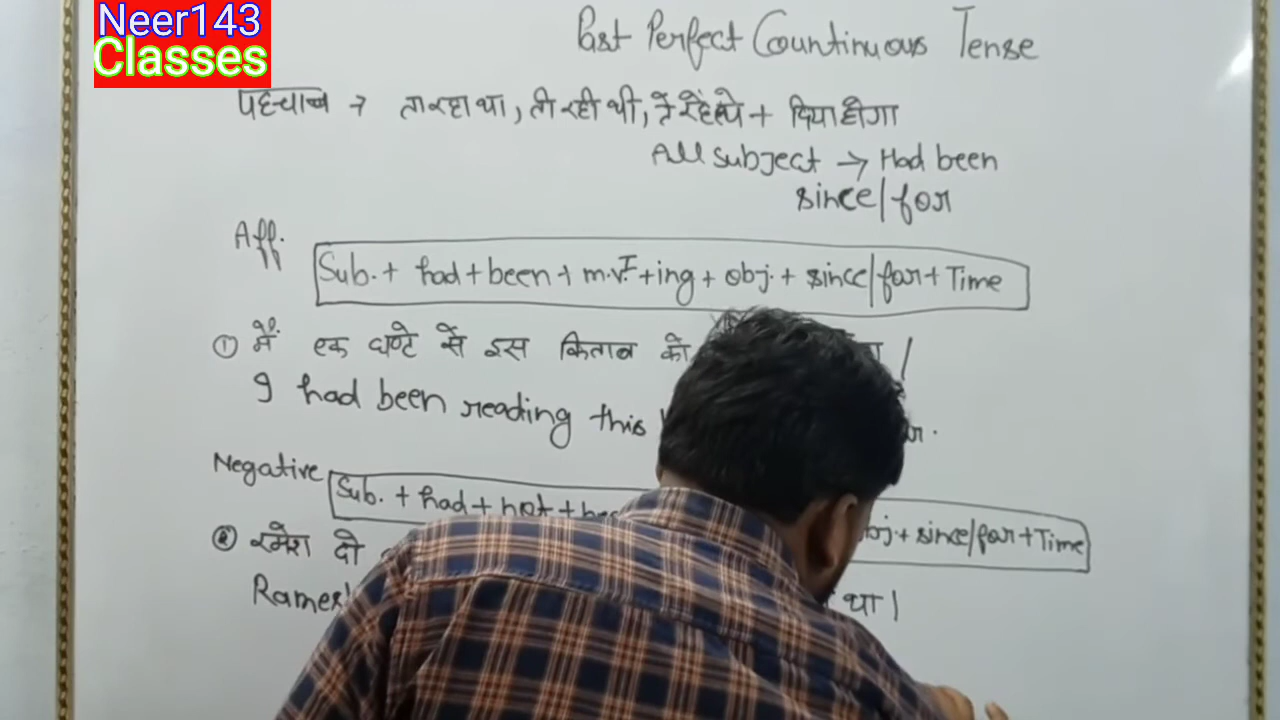 Neer143
Classes
Past Perfect Countinuous Tense
पहचान → ता रहा था, ती रही थी, ते रहे थे + दिया होगा
All subject → Had been
since/for
Aff.
Sub. + had + been + m.v.I + ing + obj. + since/for + Time
① मैं एक घण्टे से इस किताब को
I had been reading this
Negative
Sub. + had + not + obj + since/for + Time
② रमेश दो था।